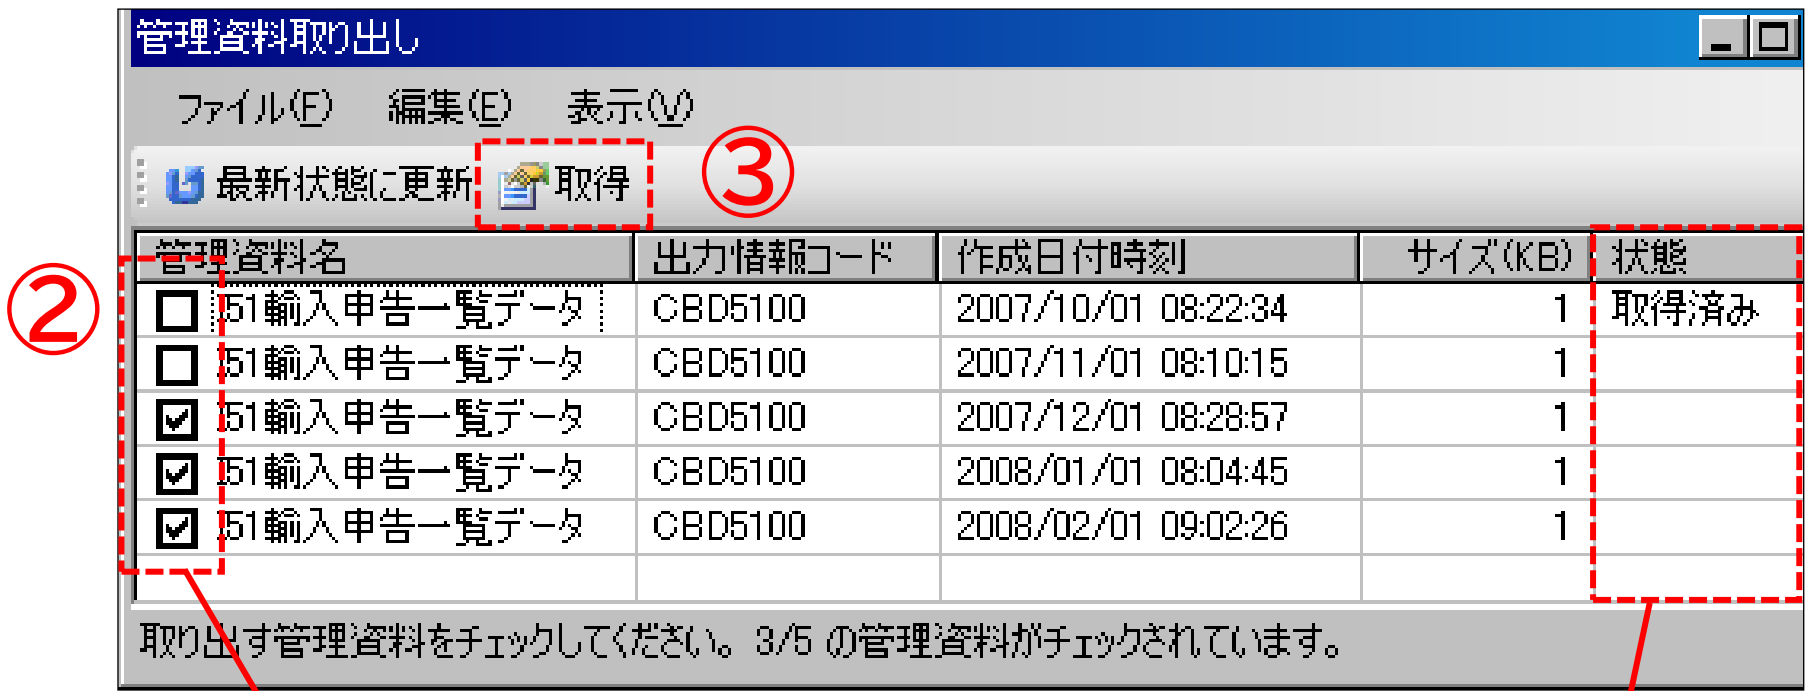 管理資料取り出し
ファイル(F) 編集(E) 表示(V)
最新状態に更新 取得 ③
管理資料名 出力情報コード 作成日付時刻 サイズ(KB) 状態
②
I51輸入申告一覧データ CBD5100 2007/10/01 08:22:34 1 取得済み
I51輸入申告一覧データ CBD5100 2007/11/01 08:10:15 1
I51輸入申告一覧データ CBD5100 2007/12/01 08:28:57 1
I51輸入申告一覧データ CBD5100 2008/01/01 08:04:45 1
I51輸入申告一覧データ CBD5100 2008/02/01 09:02:26 1
取り出す管理資料をチェックしてください。 3/5 の管理資料がチェックされています。